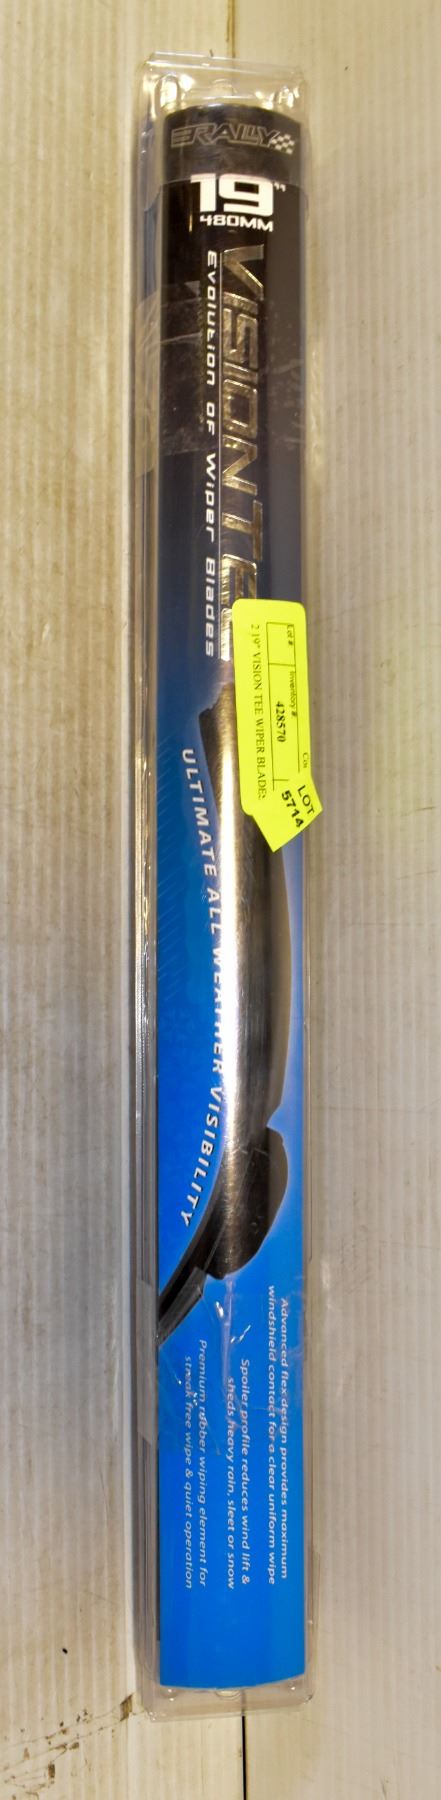 RALLY
19"
480MM
VISION TE
Evolution of Wiper Blades
Lot #
Inventory #
428570
2 19" VISION TEE WIPER BLADES
LOT
5714
ULTIMATE ALL WEATHER VISIBILITY
Advanced flex design provides maximum
windshield contact for a clear uniform wipe
Spoiler profile reduces wind lift &
sheds heavy rain, sleet or snow
Premium rubber wiping element for
streak free wipe & quiet operation